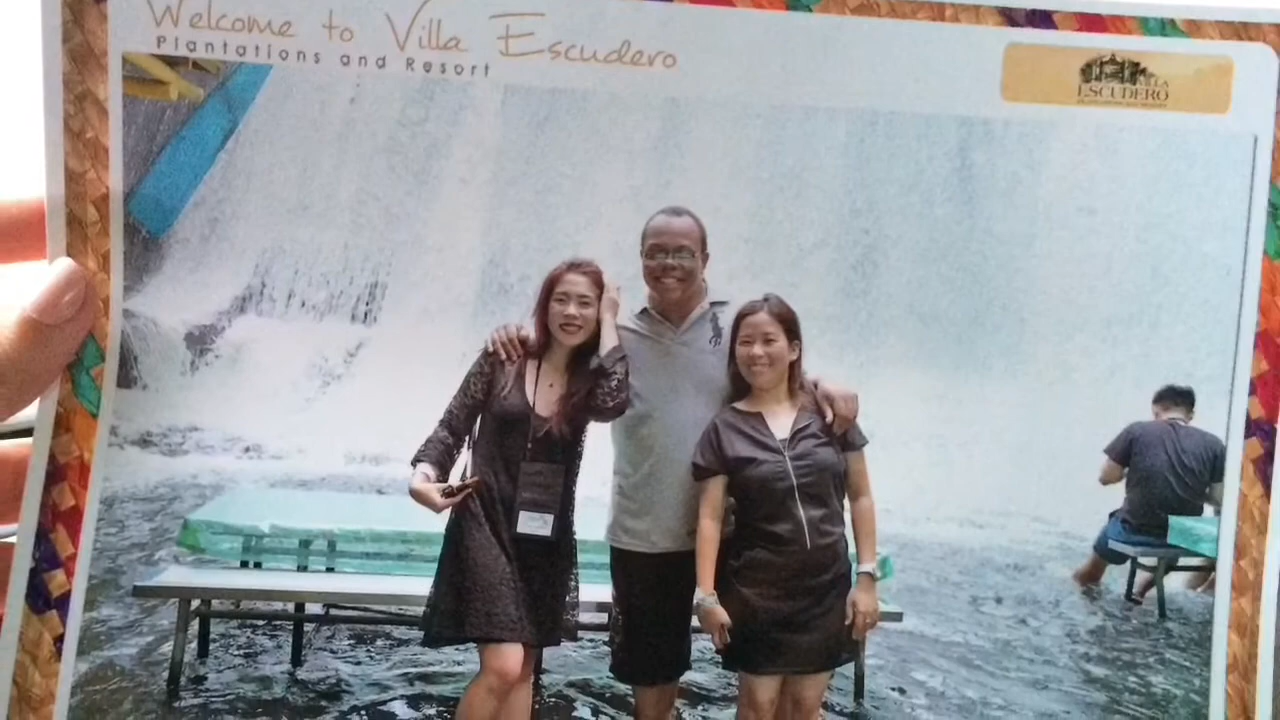 Welcome to Villa Escudero
Plantations and Resort
VILLA
ESCUDERO